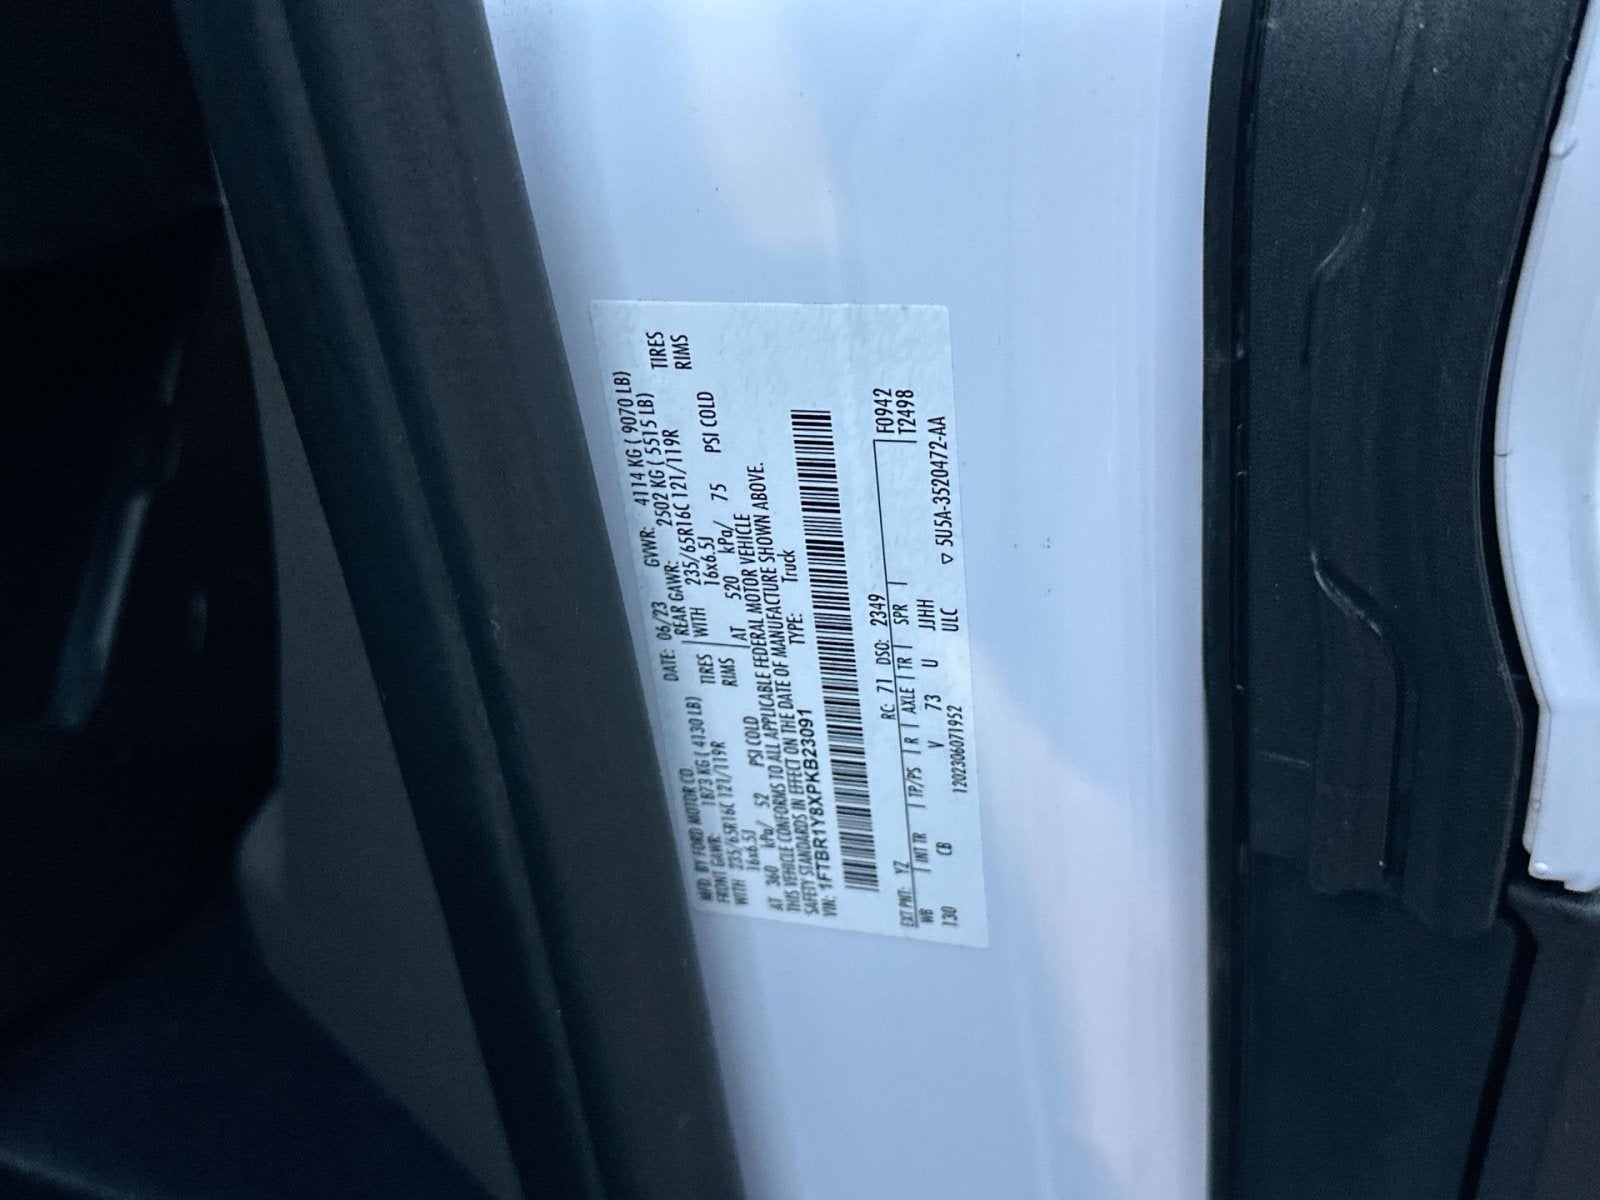 MFD BY FORD MOTOR CO. DATE: 06/23 GVWR: 4114 KG ( 9070 LB)
FRONT GAWR: 1873 KG ( 4130 LB) REAR GAWR: 2502 KG ( 5515 LB)
WITH 235/65R16C 121/119R TIRES WITH 235/65R16C 121/119R TIRES
16x6.5J RIMS 16x6.5J RIMS
AT 360 kPa/ 52 PSI COLD AT 520 kPa/ 75 PSI COLD
THIS VEHICLE CONFORMS TO ALL APPLICABLE FEDERAL MOTOR VEHICLE
SAFETY STANDARDS IN EFFECT ON THE DATE OF MANUFACTURE SHOWN ABOVE.
VIN: 1FTBR1Y8XPKB23091 TYPE: Truck
F0942
T2498
EXT PNT: YZ RC: 71 DSO: 2349
WB INT TR TP/PS R AXLE TR SPR
130 CB V 73 U JJHH
1202306071952 ULC ▽ 5U5A-3520472-AA